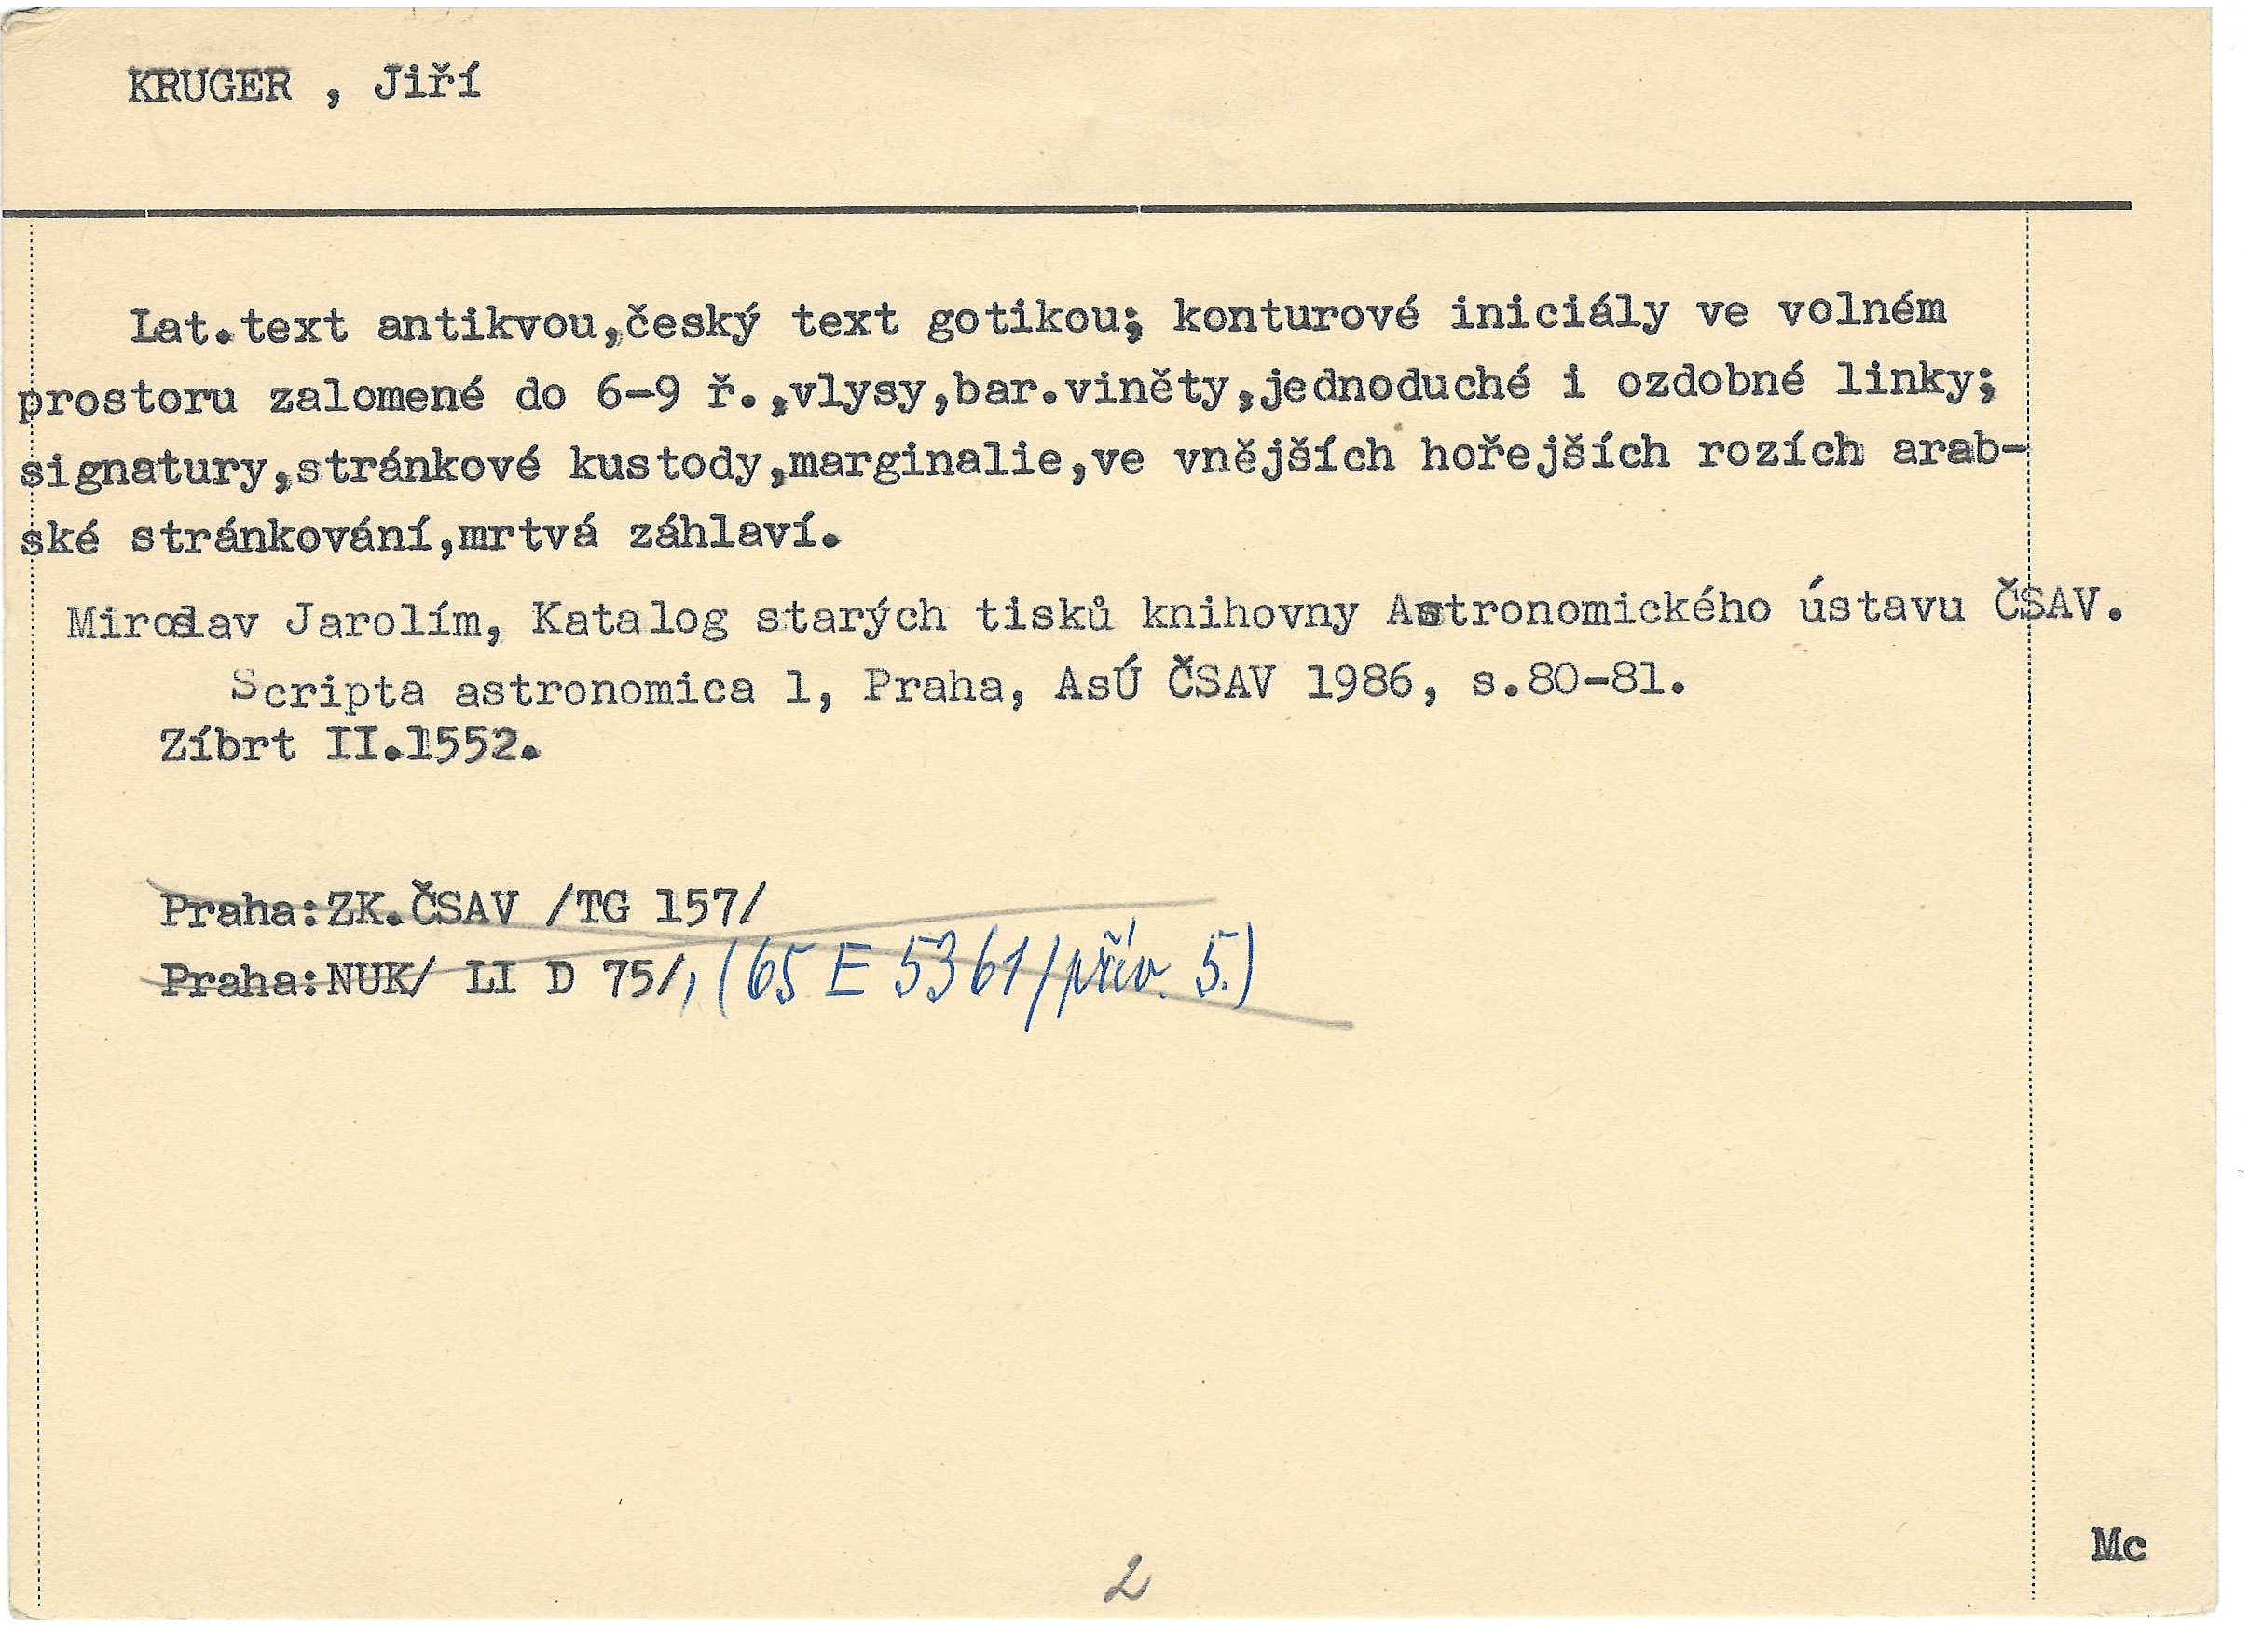 KRUGER , Jiří
Lat.text antikvou,český text gotikou; konturové iniciály ve volném
prostoru zalomené do 6-9 ř.,vlysy,bar.viněty,jednoduché i ozdobné linky;
signatury,stránkové kustody,marginalie,ve vnějších hořejších rozích arab-
ské stránkování,mrtvá záhlaví.
Miroslav Jarolím, Katalog starých tisků knihovny Astronomického ústavu ČSAV.
Scripta astronomica 1, Praha, AsÚ ČSAV 1986, s.80-81.
Zíbrt II.1552.
Praha:ZK.ČSAV /TG 157/
Praha:NUK/ LI D 75/, (65 E 5361/přív. 5.)
Mc
2